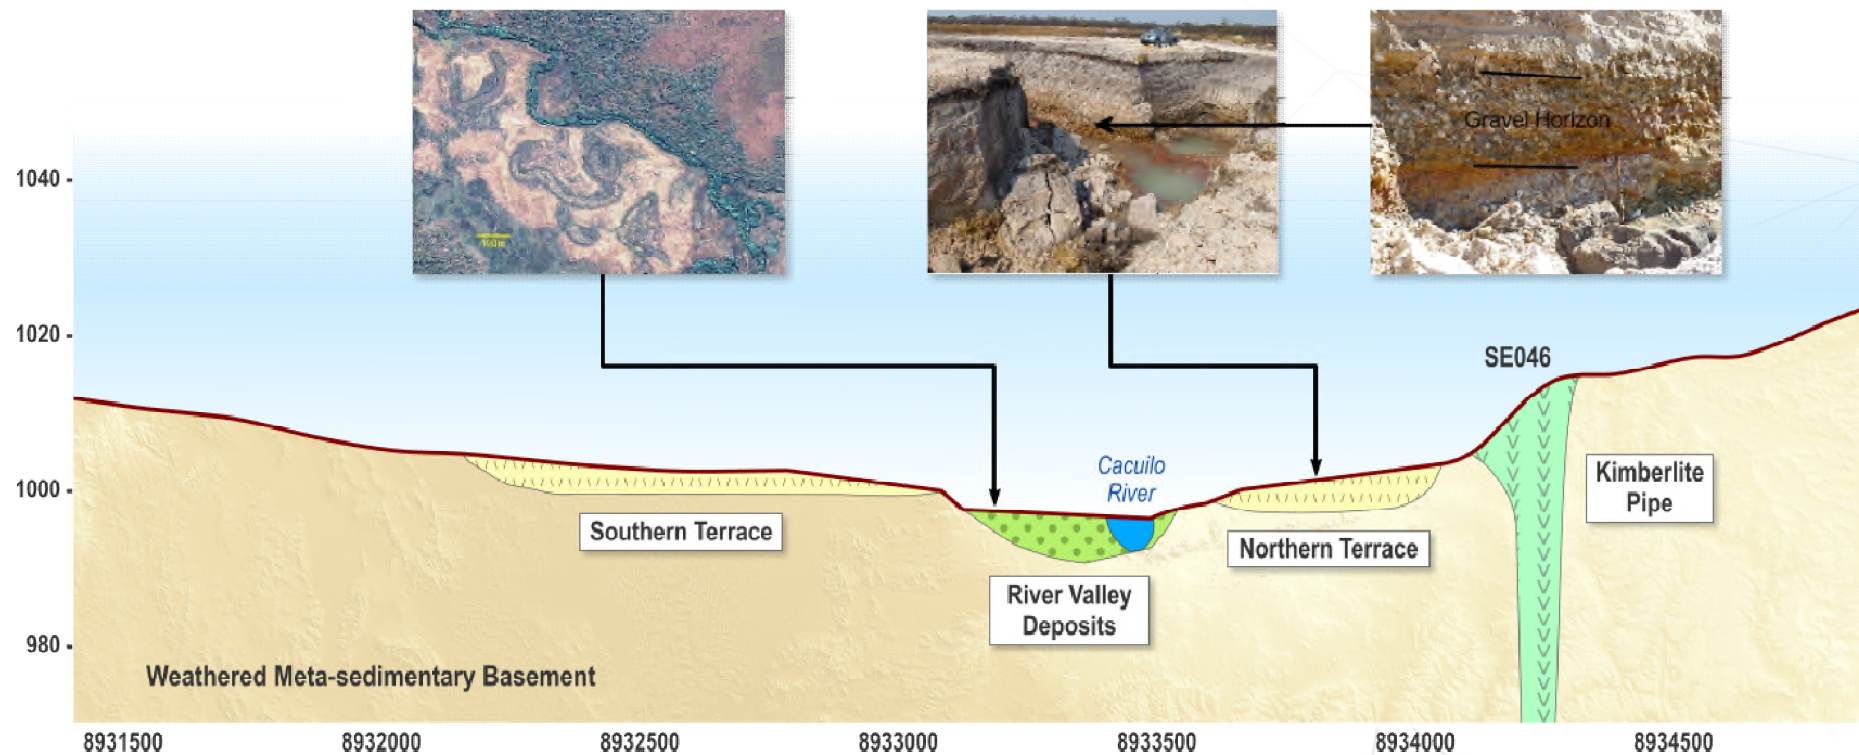 Gravel Horizon
100 m
1040
1020
1000
980
SE046
Cacuilo
River
Kimberlite
Pipe
Southern Terrace
Northern Terrace
River Valley
Deposits
Weathered Meta-sedimentary Basement
8931500
8932000
8932500
8933000
8933500
8934000
8934500